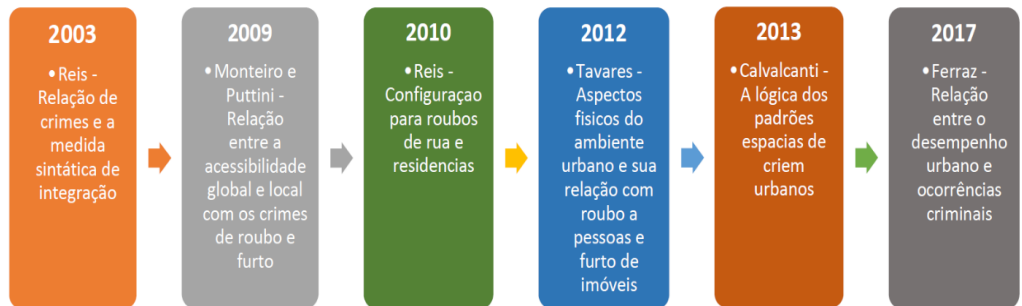 2003
•Reis -
Relação de
crimes e a
medida
sintática de
integração
2009
•Monteiro e
Puttini -
Relação
entre a
acessibilidade
global e local
com os crimes
de roubo e
furto
2010
•Reis -
Configuraçao
para roubos
de rua e
residencias
2012
•Tavares -
Aspectos
fisicos do
ambiente
urbano e sua
relação com
roubo a
pessoas e
furto de
imóveis
2013
•Calvalcanti -
A lógica dos
padrões
espacias de
criem
urbanos
2017
•Ferraz -
Relação
entre o
desempenho
urbano e
ocorrências
criminais